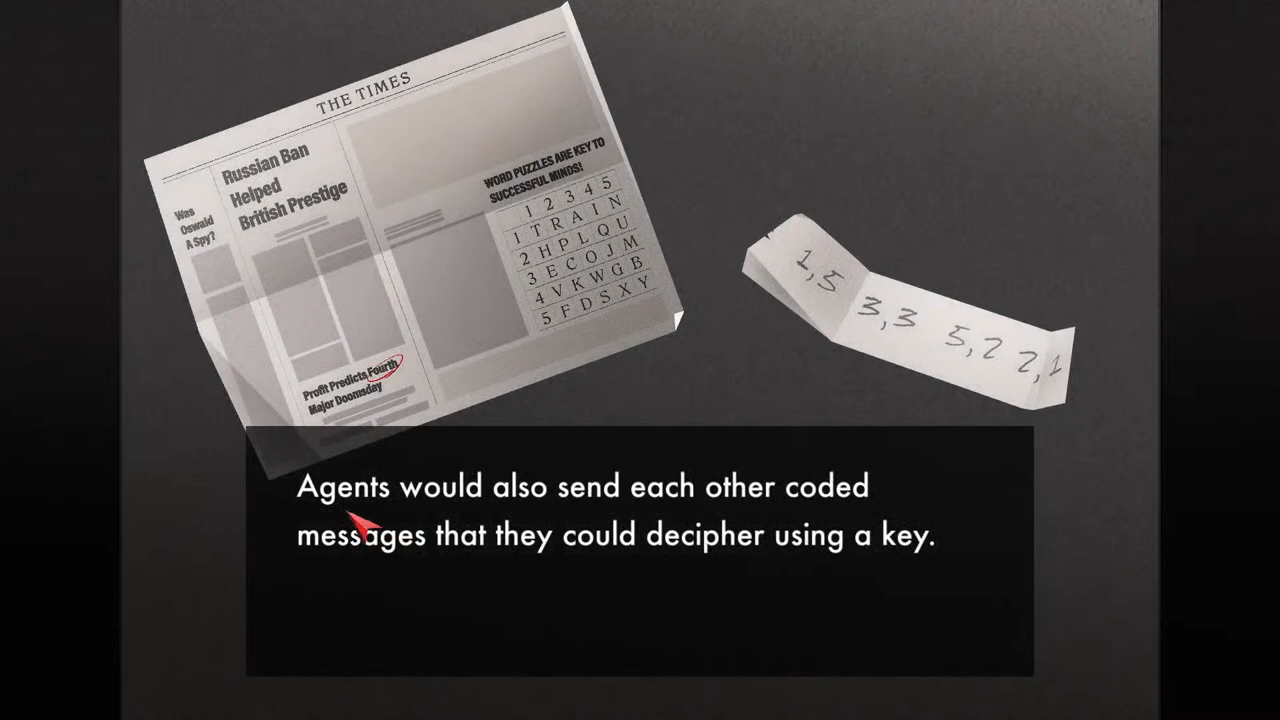 THE TIMES
Was
Oswald
A Spy?
Russian Ban
Helped
British Prestige
Profit Predicts Fourth
Major Doomsday
WORD PUZZLES ARE KEY TO
SUCCESSFUL MINDS!
1 2 3 4 5
1 T R A I N
2 H P L Q U
3 E C O J M
4 V K W G B
5 F D S X Y
1,5
3,3
5,2
2,1
Agents would also send each other coded
messages that they could decipher using a key.